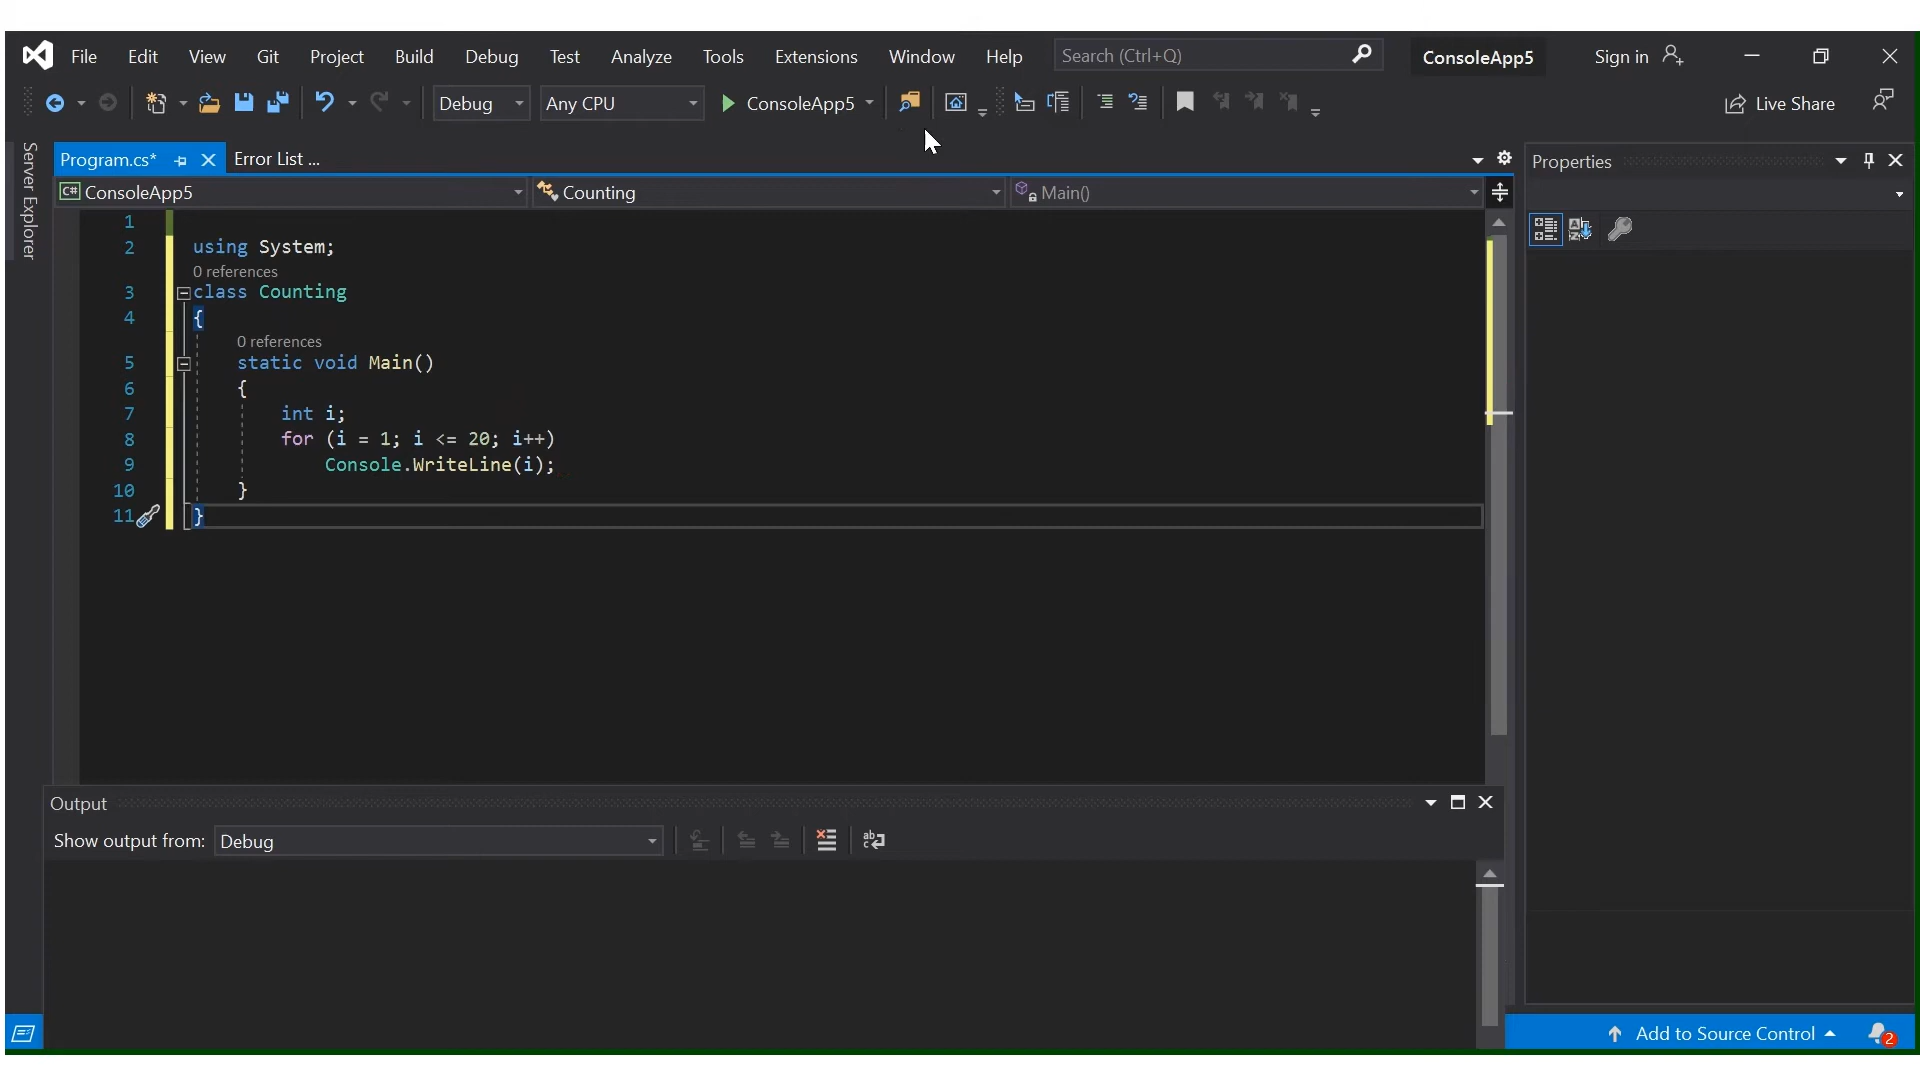 File Edit View Git Project Build Debug Test Analyze Tools Extensions Window Help Search (Ctrl+Q) ConsoleApp5 Sign in
Debug Any CPU ConsoleApp5 Live Share
Server Explorer
Program.cs* Error List ...
Properties
C# ConsoleApp5 Counting Main()
1
2 using System;
0 references
3 class Counting
4 {
0 references
5 static void Main()
6 {
7 int i;
8 for (i = 1; i <= 20; i++)
9 Console.WriteLine(i);
10 }
11 }
Output
Show output from: Debug
Add to Source Control 2